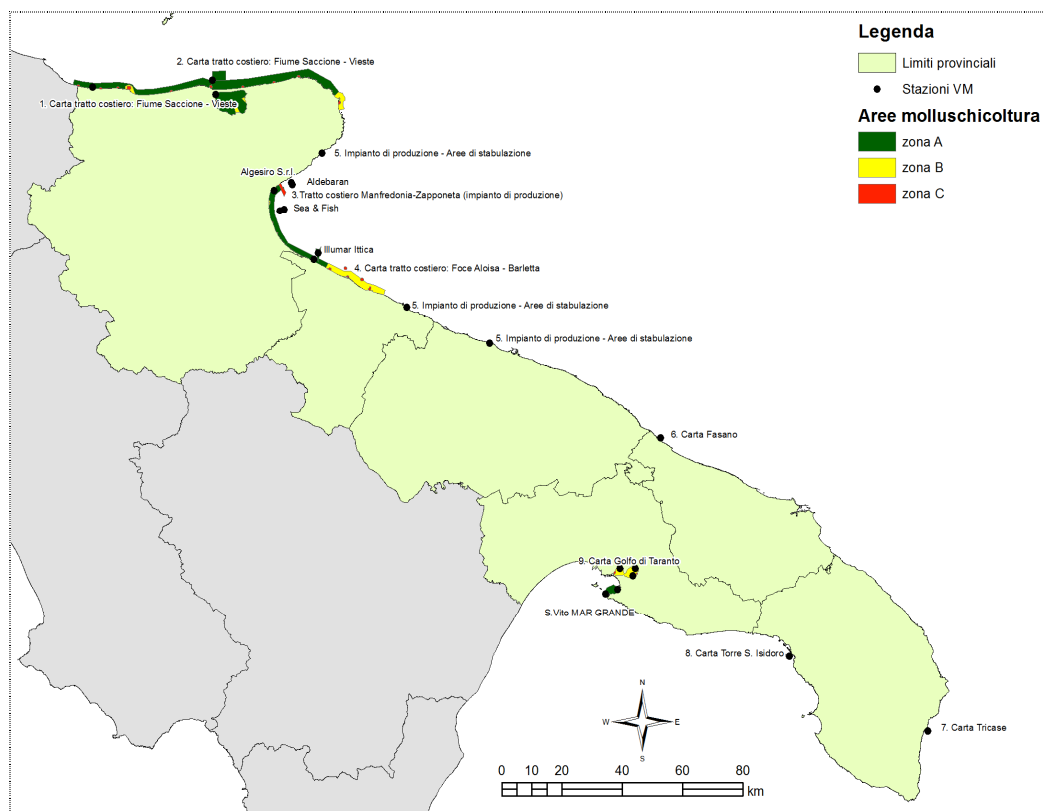 Legenda
Limiti provinciali
Stazioni VM
Aree molluschicoltura
zona A
zona B
zona C
2. Carta tratto costiero: Fiume Saccione - Vieste
1. Carta tratto costiero: Fiume Saccione - Vieste
5. Impianto di produzione - Aree di stabulazione
Algesiro S.r.l.
Aldebaran
3.Tratto costiero Manfredonia-Zapponeta (impianto di produzione)
Sea & Fish
Illumar Ittica
4. Carta tratto costiero: Foce Aloisa - Barletta
5. Impianto di produzione - Aree di stabulazione
5. Impianto di produzione - Aree di stabulazione
6. Carta Fasano
9. Carta Golfo di Taranto
S.Vito MAR GRANDE
8. Carta Torre S. Isidoro
7. Carta Tricase
N
W
E
S
0 10 20 40 60 80
km